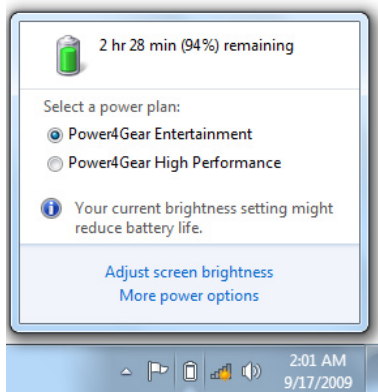 2 hr 28 min (94%) remaining
Select a power plan:
Power4Gear Entertainment
Power4Gear High Performance
Your current brightness setting might
reduce battery life.
Adjust screen brightness
More power options
2:01 AM
9/17/2009